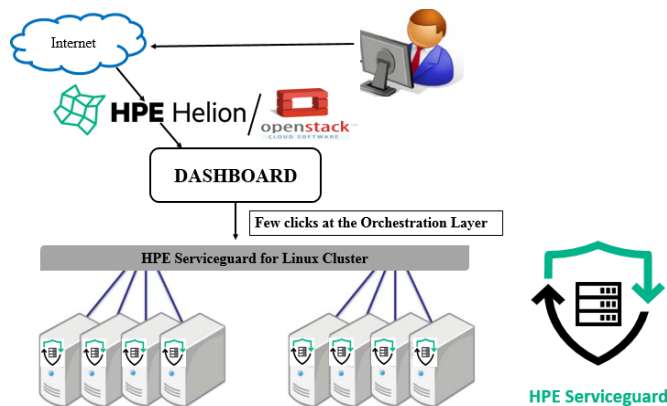 Internet
HPE Helion/
openstack
CLOUD SOFTWARE
DASHBOARD
Few clicks at the Orchestration Layer
HPE Serviceguard for Linux Cluster
HPE Serviceguard